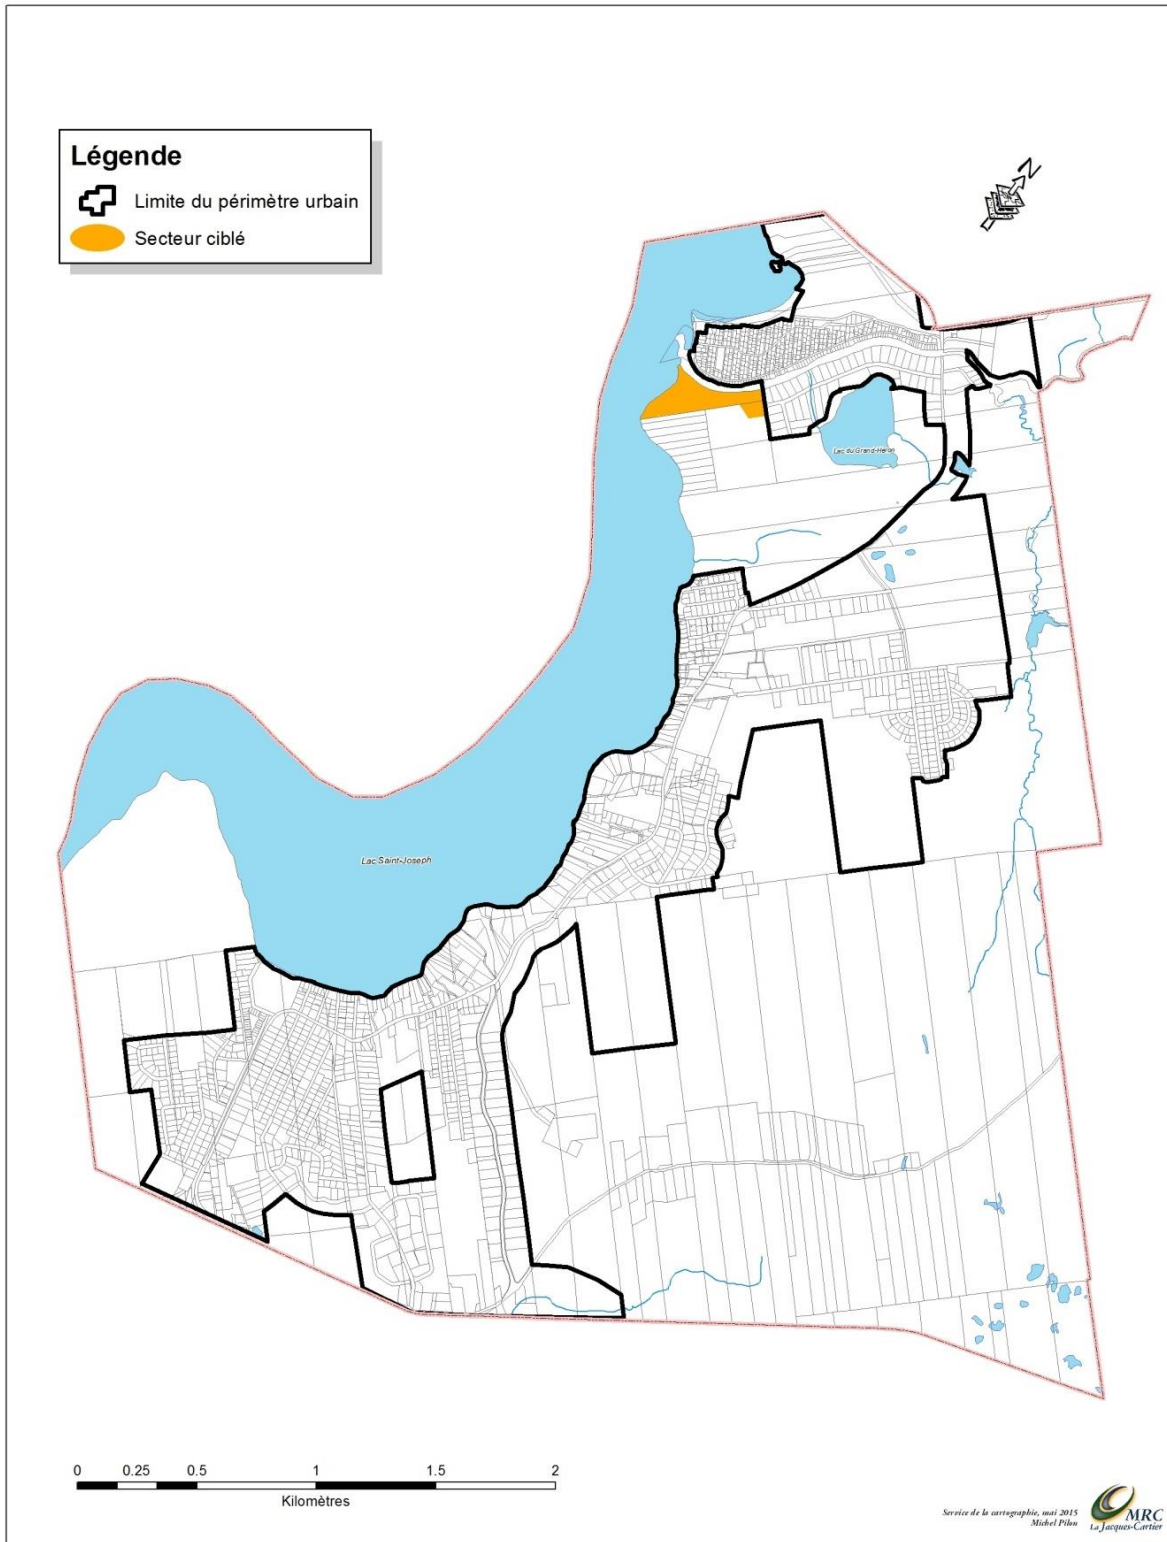 Légende
Limite du périmètre urbain
Secteur ciblé
N
Lac du Grand-Héron
Lac Saint-Joseph
0 0.25 0.5 1 1.5 2
Kilomètres
Service de la cartographie, mai 2015
Michel Pilon
MRC
La Jacques-Cartier